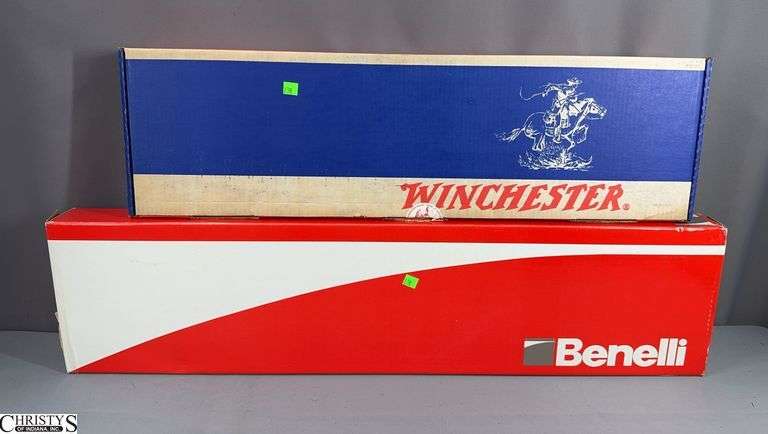 WINCHESTER®
Benelli
CHRISTY'S
OF INDIANA, INC.